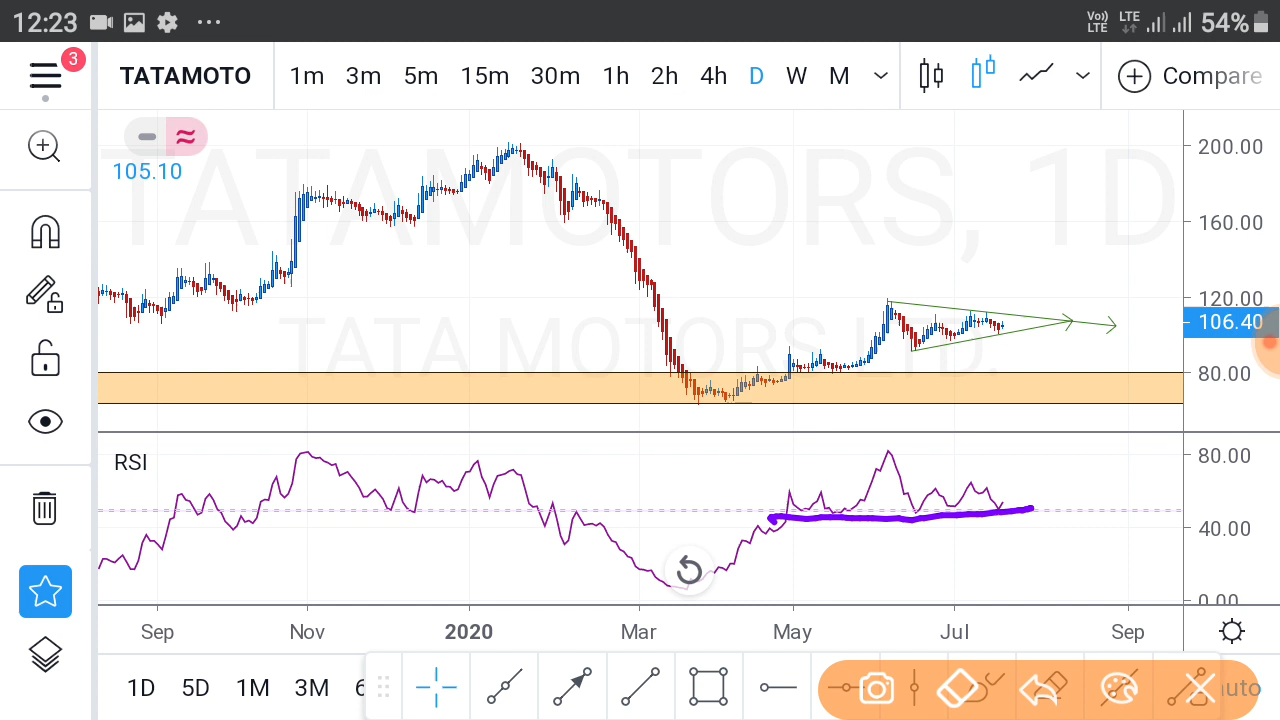 12:23 Vo)) LTE LTE 54%
3
TATAMOTO 1m 3m 5m 15m 30m 1h 2h 4h D W M Compare
105.10
TATAMOTORS, 1D
TATA MOTORS LTD.
200.00
160.00
120.00
106.40
80.00
RSI
80.00
40.00
0.00
Sep Nov 2020 Mar May Jul Sep
1D 5D 1M 3M 6 auto